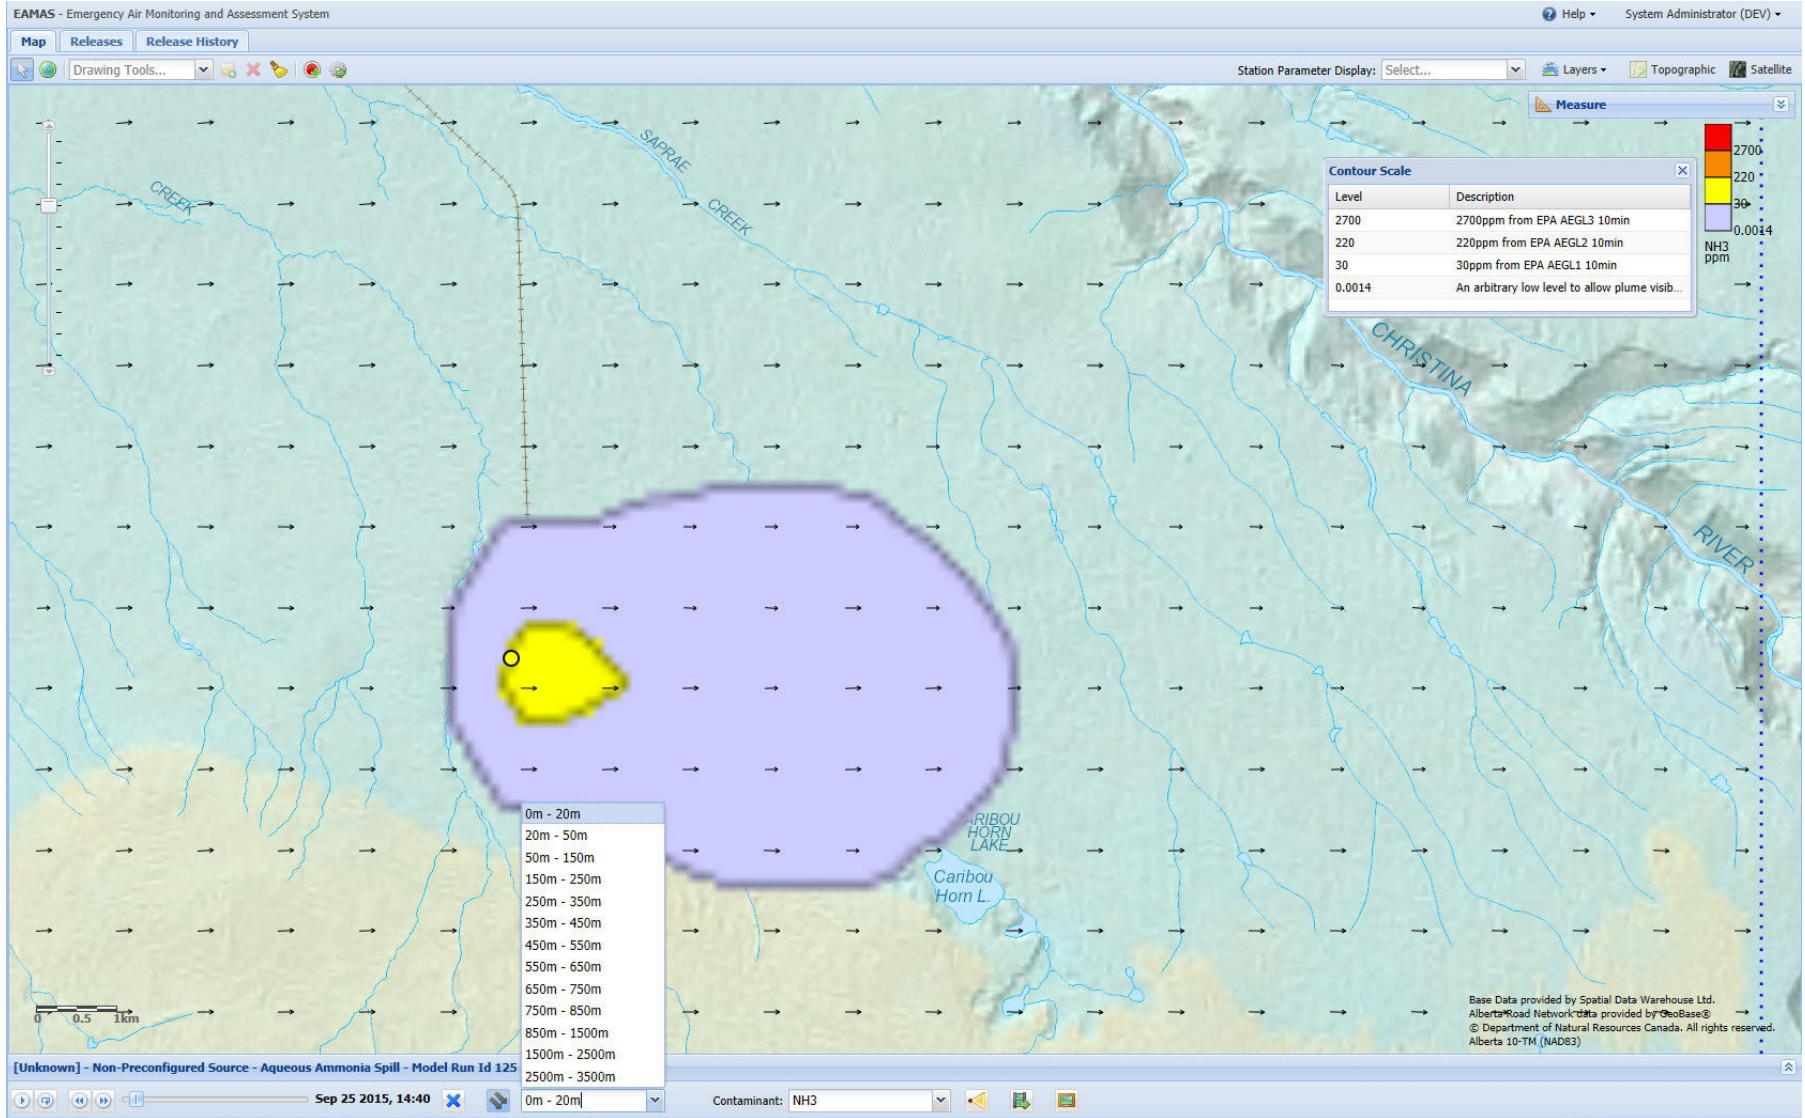 EAMAS - Emergency Air Monitoring and Assessment System
Help
System Administrator (DEV)
Map
Releases
Release History
Drawing Tools...
Station Parameter Display:
Select...
Layers
Topographic
Satellite
Measure
2700
220
30
0.0014
NH3
ppm
Contour Scale
Level Description
2700 2700ppm from EPA AEGL3 10min
220 220ppm from EPA AEGL2 10min
30 30ppm from EPA AEGL1 10min
0.0014 An arbitrary low level to allow plume visib...
SAPRAE
CREEK
CREEK
CHRISTINA
RIVER
ARIBOU
HORN
LAKE
Caribou
Horn L.
0m - 20m
20m - 50m
50m - 150m
150m - 250m
250m - 350m
350m - 450m
450m - 550m
550m - 650m
650m - 750m
750m - 850m
850m - 1500m
1500m - 2500m
2500m - 3500m
0 0.5 1km
Base Data provided by Spatial Data Warehouse Ltd.
Alberta Road Network data provided by GeoBase®
© Department of Natural Resources Canada. All rights reserved.
Alberta 10-TM (NAD83)
[Unknown] - Non-Preconfigured Source - Aqueous Ammonia Spill - Model Run Id 125
Sep 25 2015, 14:40
0m - 20m
Contaminant:
NH3